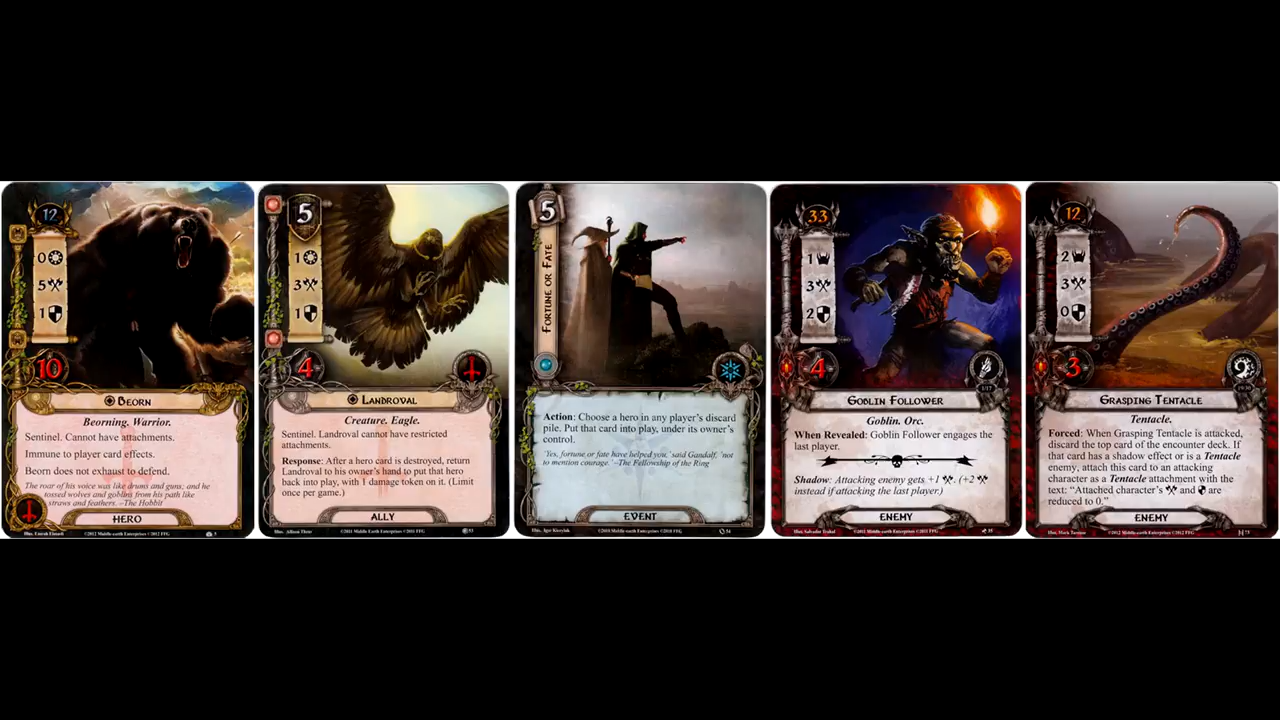 12
0
5
1
10
BEORN
Beorning. Warrior.
Sentinel. Cannot have attachments.
Immune to player card effects.
Beorn does not exhaust to defend.
The roar of his voice was like drums and guns; and he
tossed wolves and goblins from his path like
straws and feathers. –The Hobbit
HERO
5
1
3
1
4
LANDROVAL
Creature. Eagle.
Sentinel. Landroval cannot have restricted
attachments.
Response: After a hero card is destroyed, return
Landroval to his owner's hand to put that hero
back into play, with 1 damage token on it. (Limit
once per game.)
ALLY
5
FORTUNE OR FATE
Action: Choose a hero in any player's discard
pile. Put that card into play, under its owner's
control.
'Yes, fortune or fate have helped you,' said Gandalf, 'not
to mention courage.' –The Fellowship of the Ring
EVENT
33
1
3
2
4
GOBLIN FOLLOWER
Goblin. Orc.
When Revealed: Goblin Follower engages the
last player.
Shadow: Attacking enemy gets +1 . (+2
instead if attacking the last player.)
ENEMY
12
2
3
0
3
GRASPING TENTACLE
Tentacle.
Forced: When Grasping Tentacle is attacked,
discard the top card of the encounter deck. If
that card has a shadow effect or is a Tentacle
enemy, attach this card to an attacking
character as a Tentacle attachment with the
text: “Attached character's and are
reduced to 0.”
ENEMY